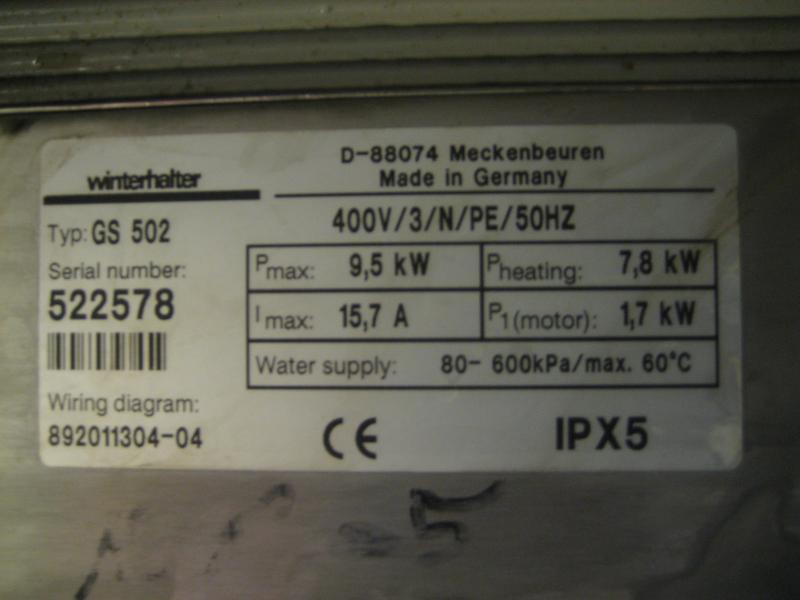 winterhalter
D-88074 Meckenbeuren
Made in Germany
Typ: GS 502
400V/3/N/PE/50HZ
Serial number:
522578
Pmax: 9,5 kW
Pheating: 7,8 kW
Imax: 15,7 A
P1(motor): 1,7 kW
Water supply: 80- 600kPa/max. 60°C
Wiring diagram:
892011304-04
CE
IPX5